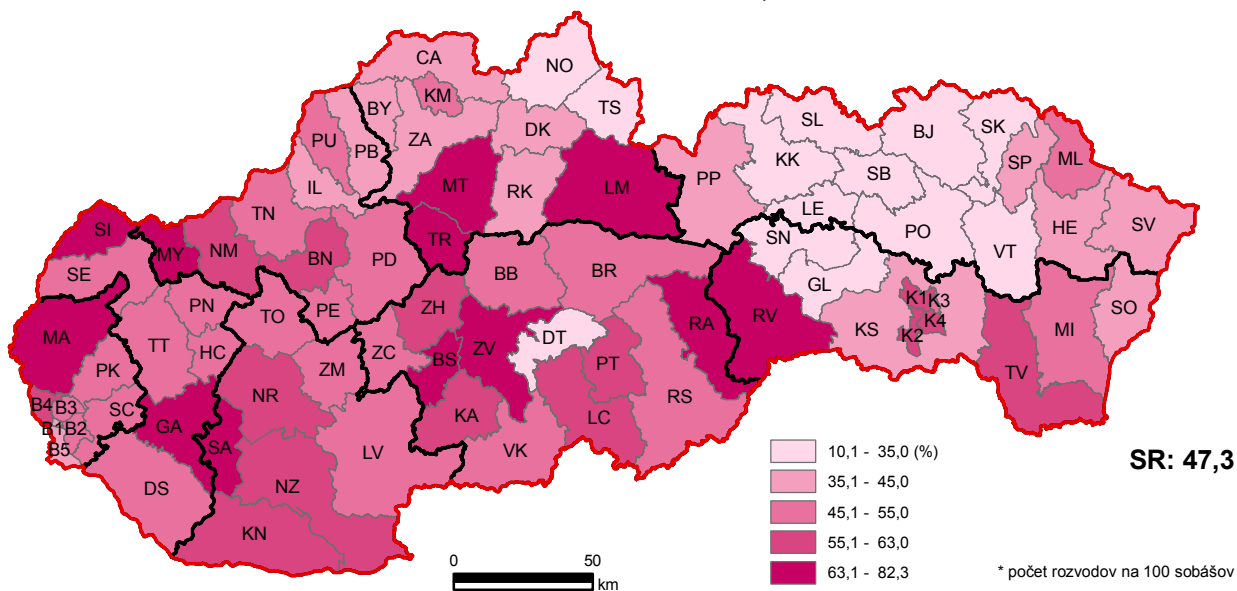 CA
NO
BY
KM
TS
PU
PB
ZA
DK
SL
BJ
SK
KK
SB
SP
ML
IL
MT
RK
LM
PP
LE
PO
HE
SV
TN
SI
MY
NM
BN
PD
TR
SN
VT
SE
BB
BR
GL
PN
PE
TO
ZH
K1
K3
K4
K2
KS
SO
MA
TT
HC
ZM
ZC
BS
ZV
DT
PT
RA
RV
MI
TV
PK
NR
KA
LC
RS
B4
B3
SC
GA
SA
B1
B2
B5
LV
VK
DS
NZ
KN
10,1 - 35,0 (%)
35,1 - 45,0
45,1 - 55,0
55,1 - 63,0
63,1 - 82,3
SR: 47,3
0
50
km
* počet rozvodov na 100 sobášov